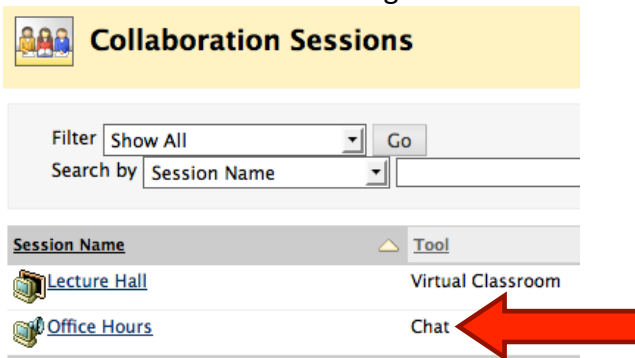 Collaboration Sessions
Filter Show All Go
Search by Session Name
Session Name Tool
Lecture Hall Virtual Classroom
Office Hours Chat